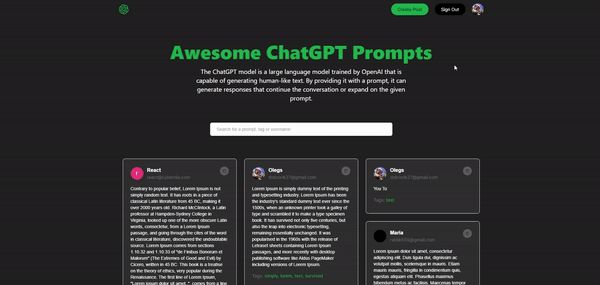 Create Post
Sign Out
Awesome ChatGPT Prompts
The ChatGPT model is a large language model trained by OpenAI that is
capable of generating human-like text. By providing it with a prompt, it can
generate responses that continue the conversation or expand on the given
prompt.
Search for a prompt, tag or username
React
Contrary to popular belief, Lorem Ipsum is not
simply random text. It has roots in a piece of
classical Latin literature from 45 BC, making it
over 2000 years old. Richard McClintock, a Latin
professor at Hampden-Sydney College in
Virginia, looked up one of the more obscure Latin
words, consectetur, from a Lorem Ipsum
passage, and going through the cites of the word
in classical literature, discovered the undoubtable
source. Lorem Ipsum comes from sections
1.10.32 and 1.10.33 of "de Finibus Bonorum et
Malorum" (The Extremes of Good and Evil) by
Cicero, written in 45 BC. This book is a treatise
on the theory of ethics, very popular during the
Renaissance. The first line of Lorem Ipsum,
"Lorem ipsum dolor sit amet..", comes from a line
Olegs
Lorem Ipsum is simply dummy text of the printing
and typesetting industry. Lorem Ipsum has been
the industry's standard dummy text ever since the
1500s, when an unknown printer took a galley of
type and scrambled it to make a type specimen
book. It has survived not only five centuries, but
also the leap into electronic typesetting,
remaining essentially unchanged. It was
popularised in the 1960s with the release of
Letraset sheets containing Lorem Ipsum
passages, and more recently with desktop
publishing software like Aldus PageMaker
including versions of Lorem Ipsum.
Tags: simply, lorem, text, survived
Olegs
You To
Tags: test
Maria
Lorem ipsum dolor sit amet, consectetur
adipiscing elit. Duis ligula dui, dignissim ac
volutpat mollis, scelerisque in mauris. Etiam
mauris mauris, fringilla in condimentum quis,
egestas aliquam est. Phasellus maximus